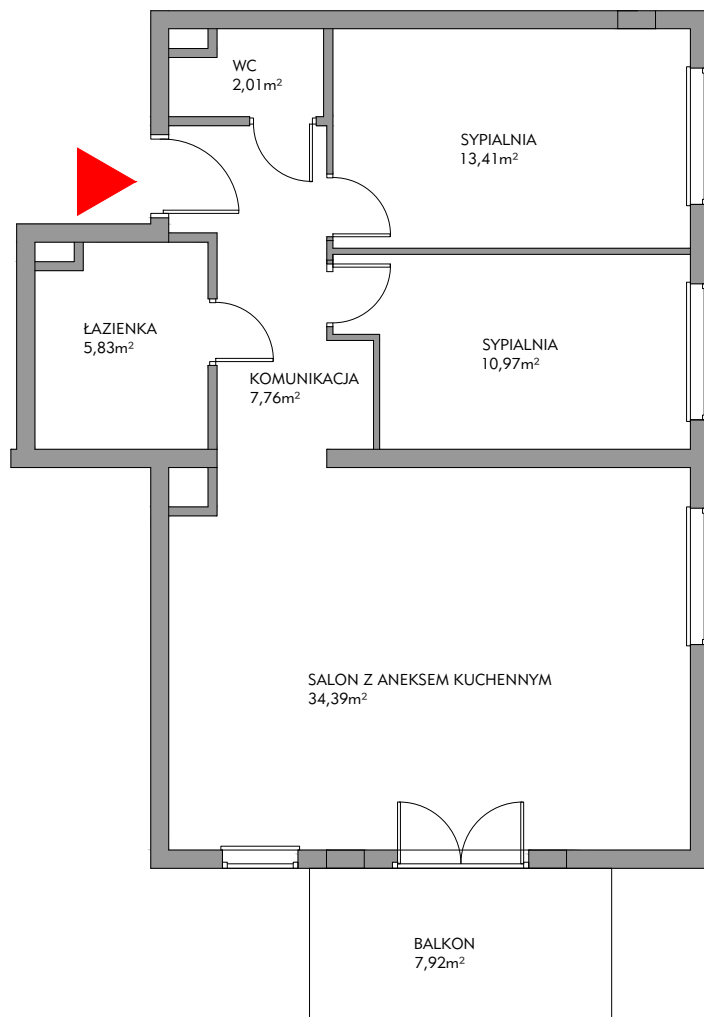 WC
2,01m²
SYPIALNIA
13,41m²
ŁAZIENKA
5,83m²
SYPIALNIA
10,97m²
KOMUNIKACJA
7,76m²
SALON Z ANEKSEM KUCHENNYM
34,39m²
BALKON
7,92m²